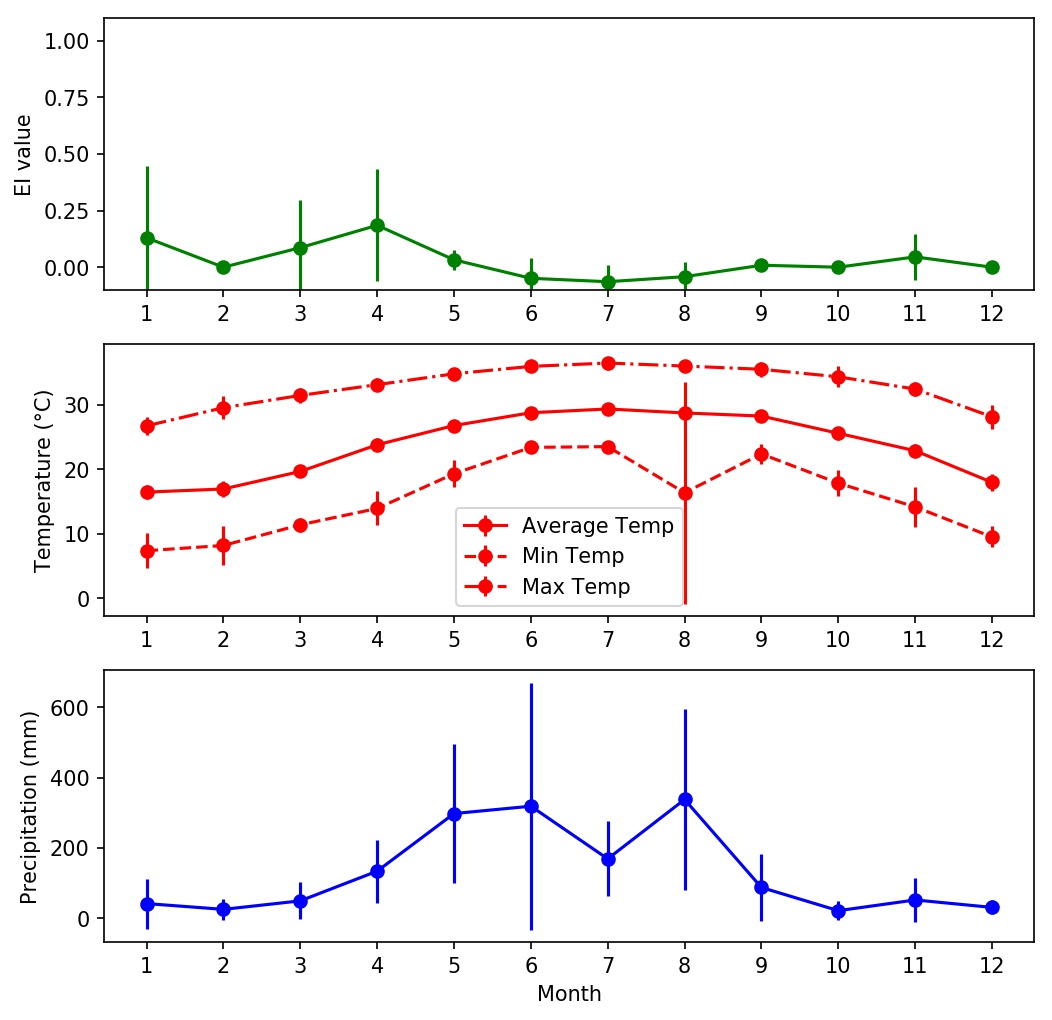 EI value
1.00
0.75
0.50
0.25
0.00
1 2 3 4 5 6 7 8 9 10 11 12
Temperature (°C)
30
20
10
0
Average Temp
Min Temp
Max Temp
1 2 3 4 5 6 7 8 9 10 11 12
Precipitation (mm)
600
400
200
0
1 2 3 4 5 6 7 8 9 10 11 12
Month